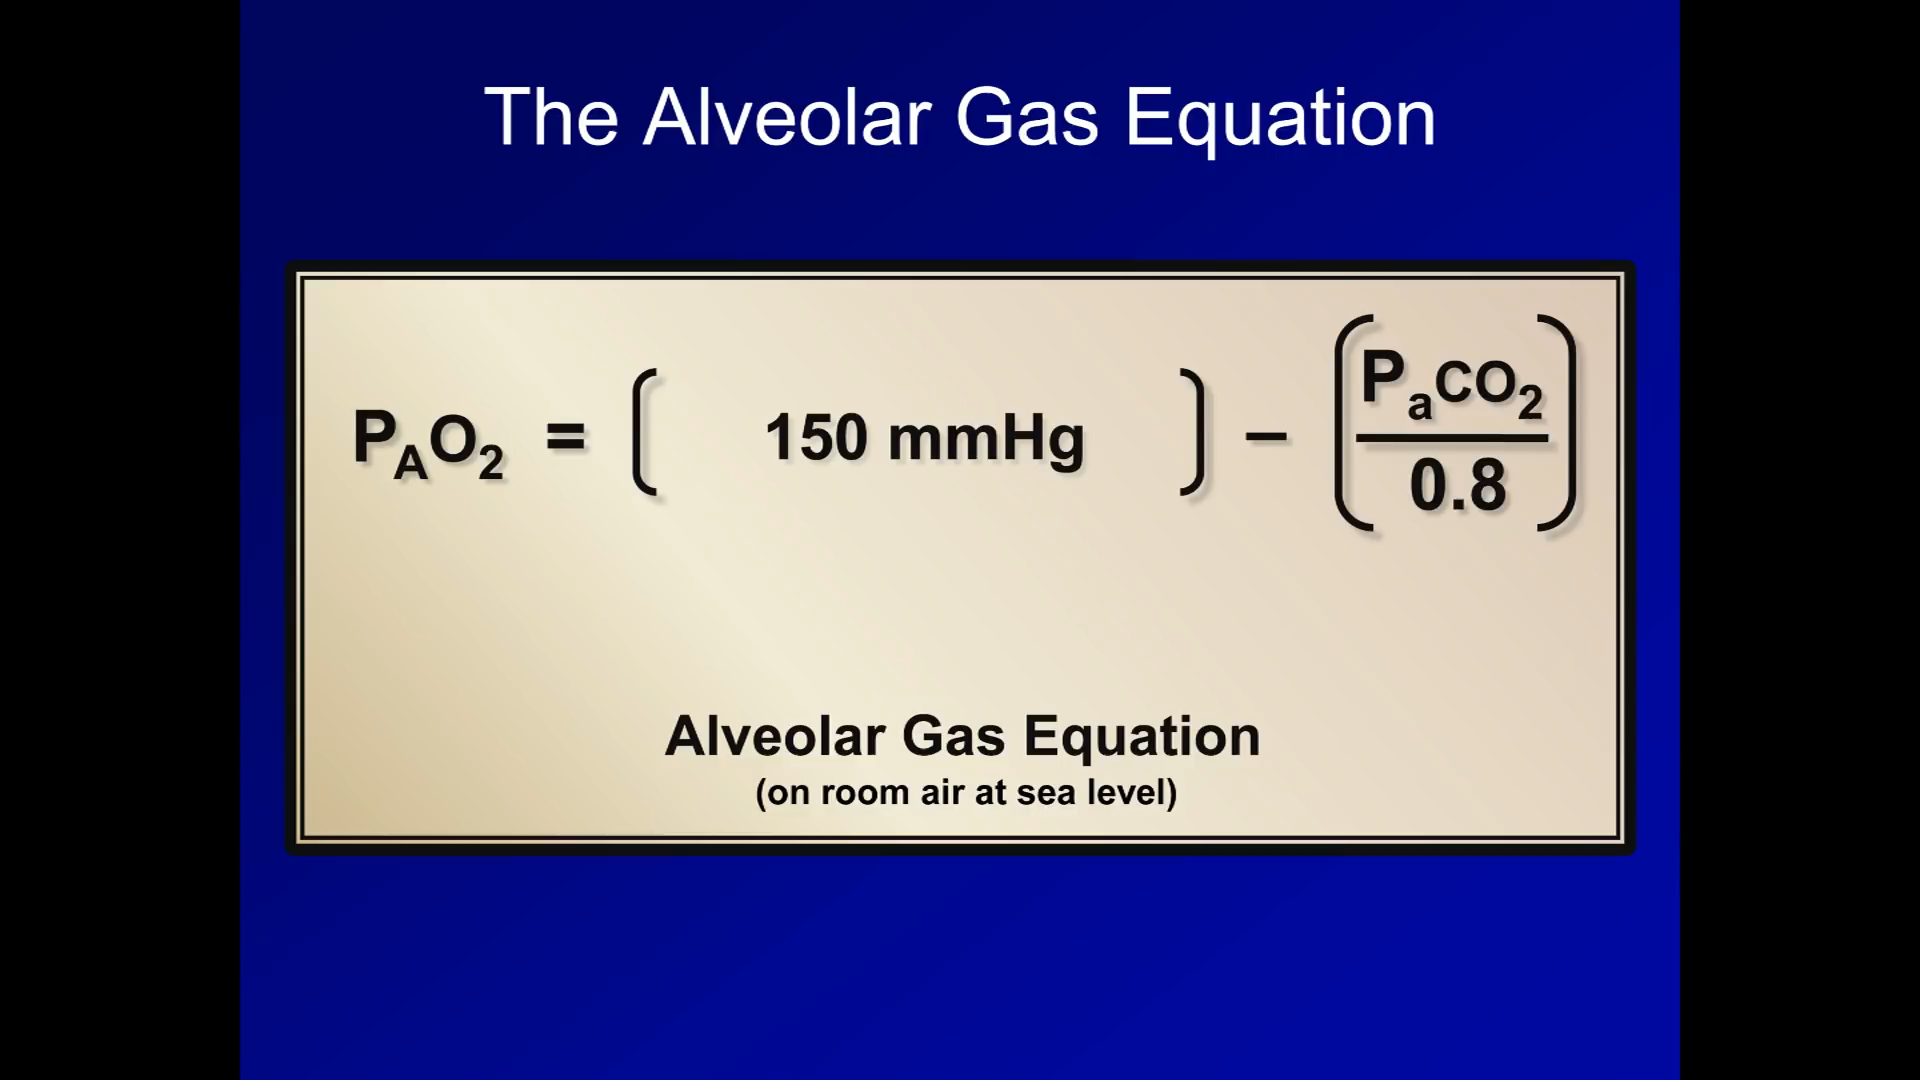 The Alveolar Gas Equation
PAO2 = ( 150 mmHg ) – (PaCO2 / 0.8)
Alveolar Gas Equation
(on room air at sea level)